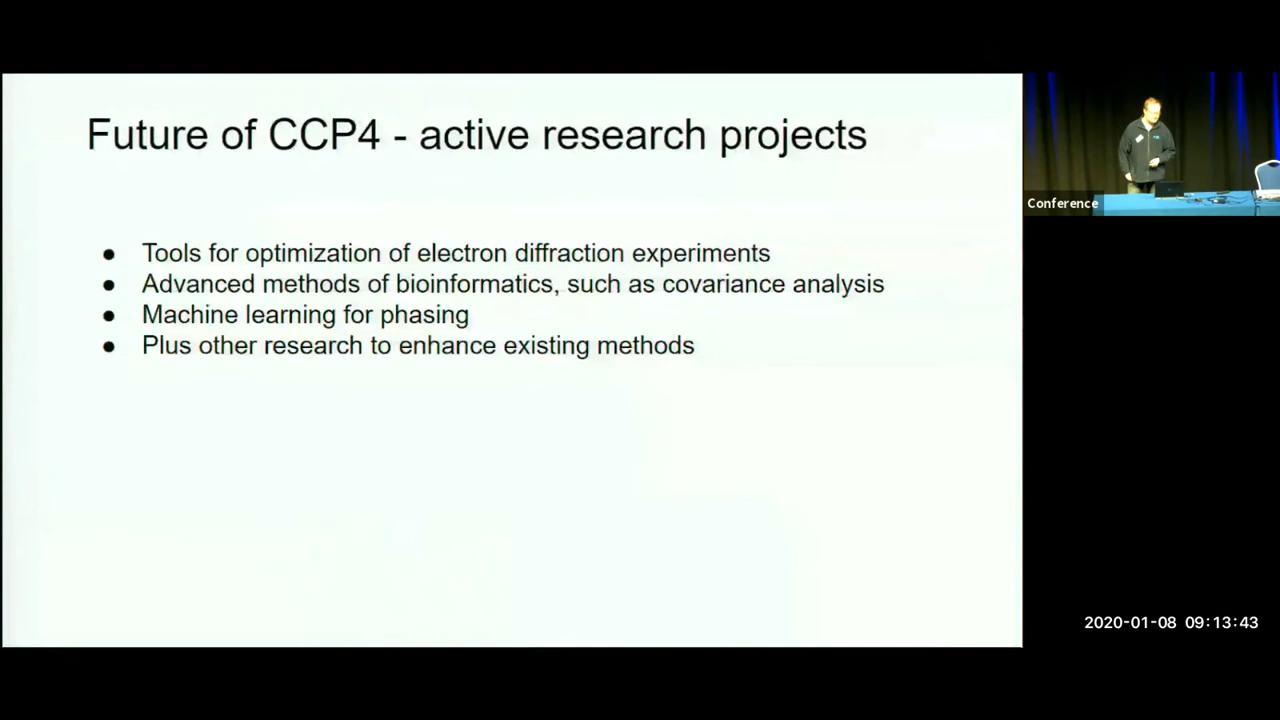 Future of CCP4 - active research projects
● Tools for optimization of electron diffraction experiments
● Advanced methods of bioinformatics, such as covariance analysis
● Machine learning for phasing
● Plus other research to enhance existing methods
Conference
2020-01-08 09:13:43